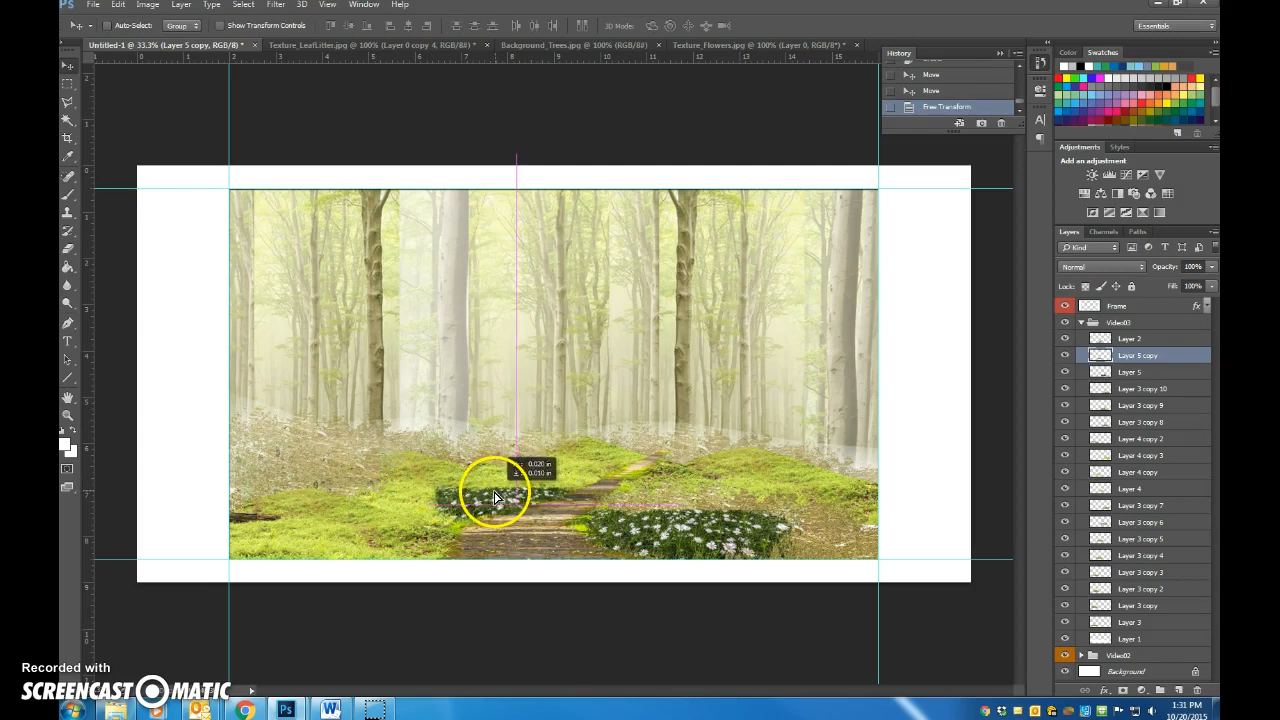 Ps File Edit Image Layer Type Select Filter 3D View Window Help
Auto-Select: Group Show Transform Controls 3D Mode: Essentials
Untitled-1 @ 33.3% (Layer 5 copy, RGB/8) * × Texture_LeafLitter.jpg @ 100% (Layer 0 copy 4, RGB/8#) * × Background_Trees.jpg @ 100% (RGB/8#) × Texture_Flowers.jpg @ 100% (Layer 0, RGB/8*) * ×
History
Move
Move
Free Transform
Color Swatches
Adjustments Styles
Add an adjustment
Layers Channels Paths
Kind
Normal Opacity: 100%
Lock: Fill: 100%
Frame fx
Video03
Layer 2
Layer 5 copy
Layer 5
Layer 3 copy 10
Layer 3 copy 9
Layer 3 copy 8
Layer 4 copy 2
Layer 4 copy 3
Layer 4 copy
Layer 4
Layer 3 copy 7
Layer 3 copy 6
Layer 3 copy 5
Layer 3 copy 4
Layer 3 copy 3
Layer 3 copy 2
Layer 3 copy
Layer 3
Layer 1
Video02
Background
0.020 in
0.010 in
Recorded with
SCREENCAST MATIC
1:31 PM
10/20/2015